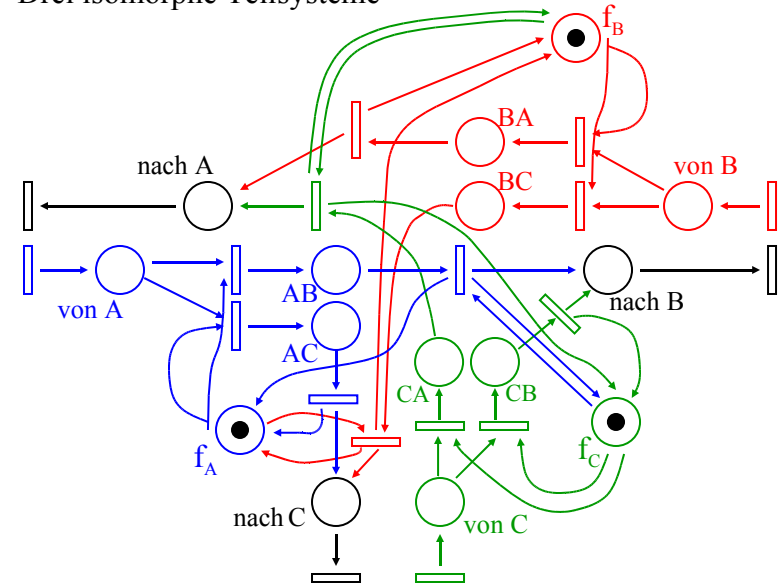 Drei isomorphe Teilsysteme
f_B
BA
nach A
von B
BC
AB
von A
nach B
AC
CA
CB
f_A
f_C
nach C
von C